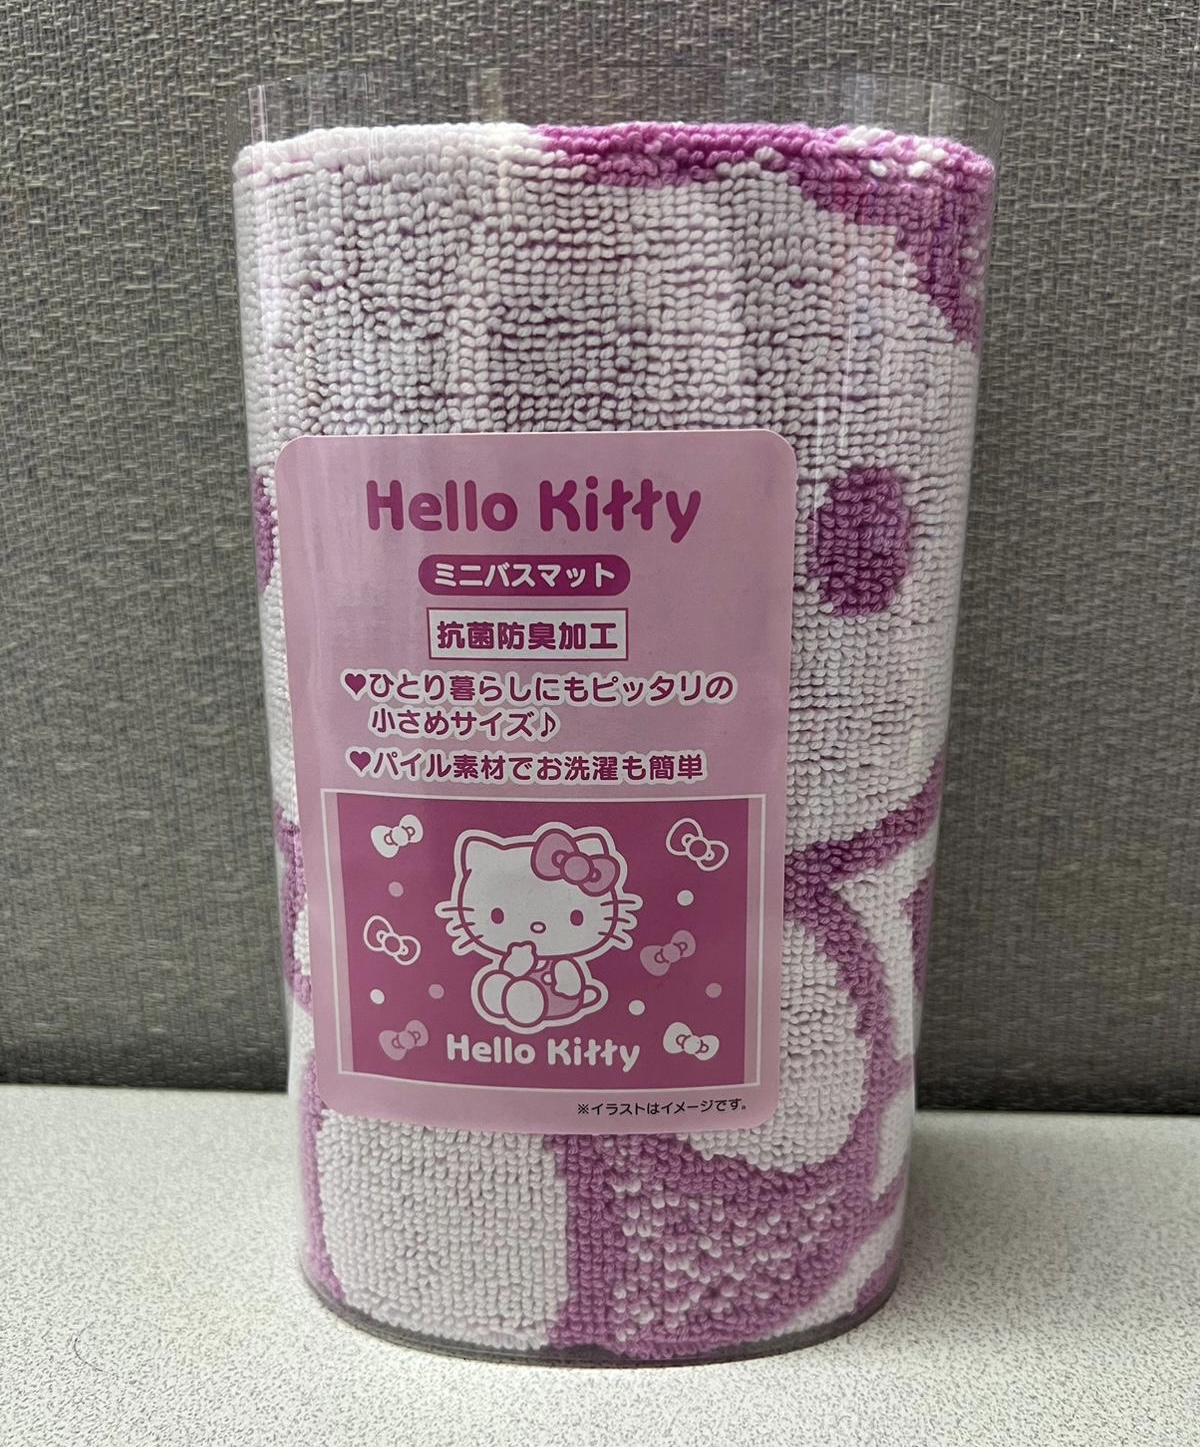 Hello Kitty
ミニバスマット
抗菌防臭加工
♥ひとり暮らしにもピッタリの
小さめサイズ♪
♥パイル素材でお洗濯も簡単
Hello Kitty
※イラストはイメージです。